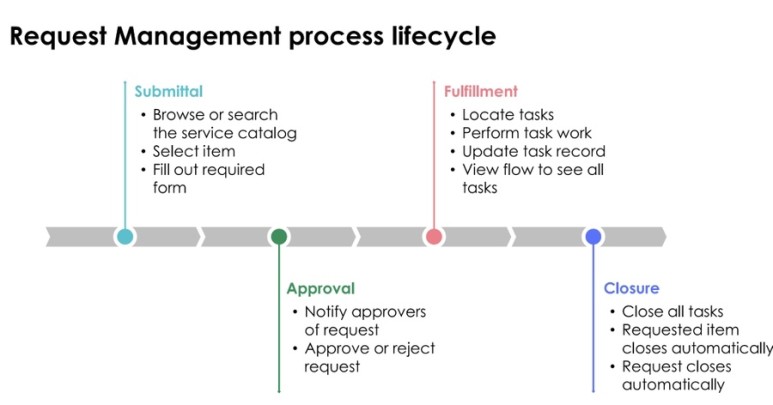 Request Management process lifecycle
Submittal
• Browse or search
the service catalog
• Select item
• Fill out required
form
Fulfillment
• Locate tasks
• Perform task work
• Update task record
• View flow to see all
tasks
Approval
• Notify approvers
of request
• Approve or reject
request
Closure
• Close all tasks
• Requested item
closes automatically
• Request closes
automatically